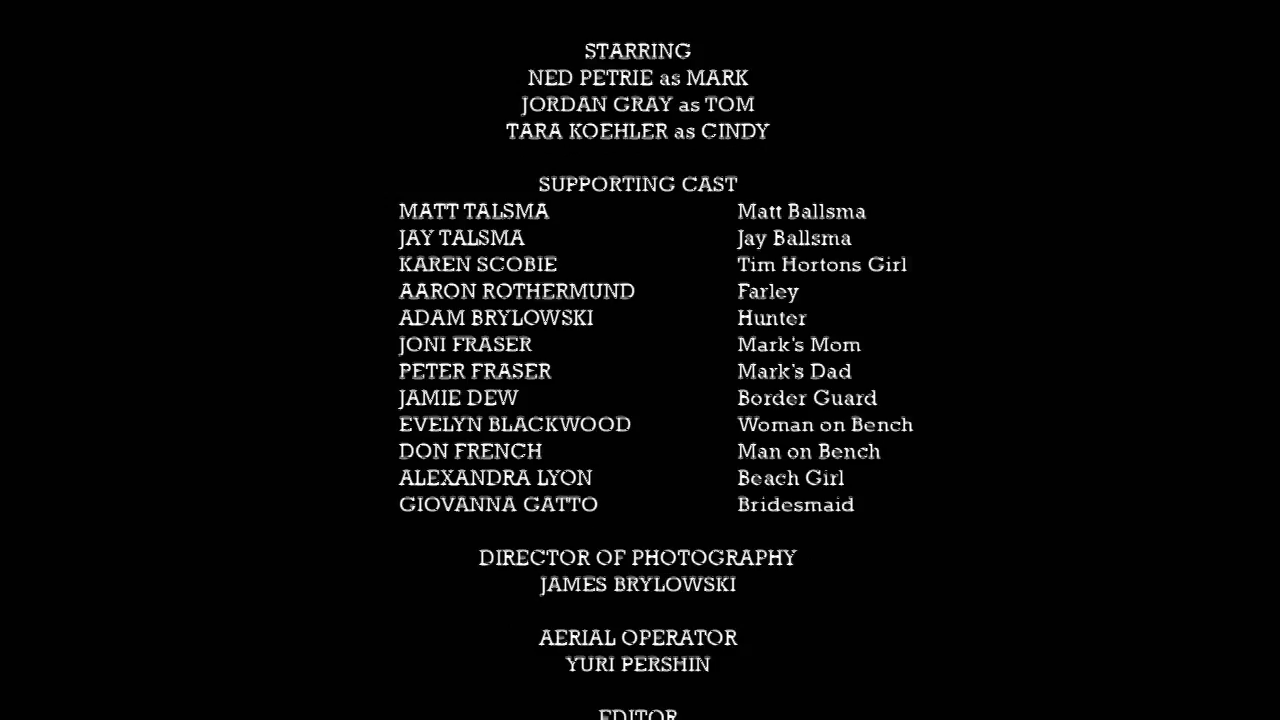 STARRING
NED PETRIE as MARK
JORDAN GRAY as TOM
TARA KOEHLER as CINDY
SUPPORTING CAST
MATT TALSMA Matt Ballsma
JAY TALSMA Jay Ballsma
KAREN SCOBIE Tim Hortons Girl
AARON ROTHERMUND Farley
ADAM BRYLOWSKI Hunter
JONI FRASER Mark's Mom
PETER FRASER Mark's Dad
JAMIE DEW Border Guard
EVELYN BLACKWOOD Woman on Bench
DON FRENCH Man on Bench
ALEXANDRA LYON Beach Girl
GIOVANNA GATTO Bridesmaid
DIRECTOR OF PHOTOGRAPHY
JAMES BRYLOWSKI
AERIAL OPERATOR
YURI PERSHIN
EDITOR